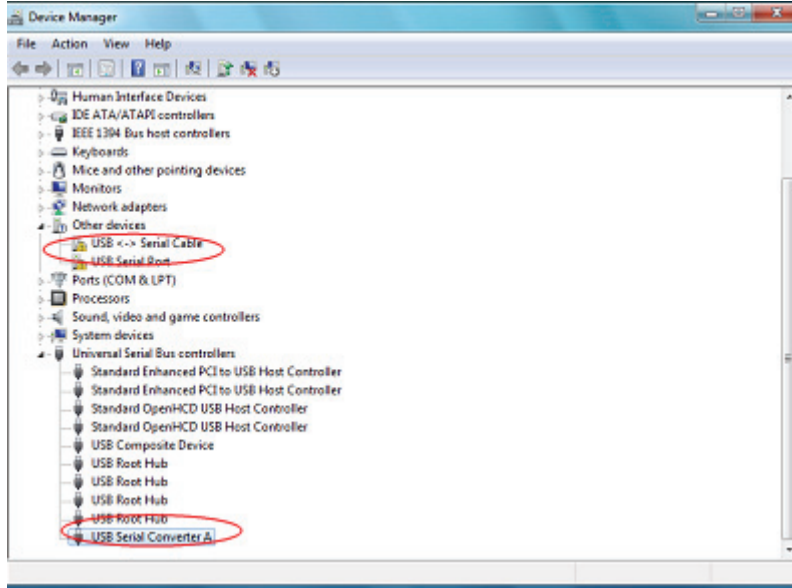 Device Manager
File Action View Help
Human Interface Devices
IDE ATA/ATAPI controllers
IEEE 1394 Bus host controllers
Keyboards
Mice and other pointing devices
Monitors
Network adapters
Other devices
USB <-> Serial Cable
USB Serial Port
Ports (COM & LPT)
Processors
Sound, video and game controllers
System devices
Universal Serial Bus controllers
Standard Enhanced PCI to USB Host Controller
Standard Enhanced PCI to USB Host Controller
Standard OpenHCD USB Host Controller
Standard OpenHCD USB Host Controller
USB Composite Device
USB Root Hub
USB Root Hub
USB Root Hub
USB Root Hub
USB Serial Converter A